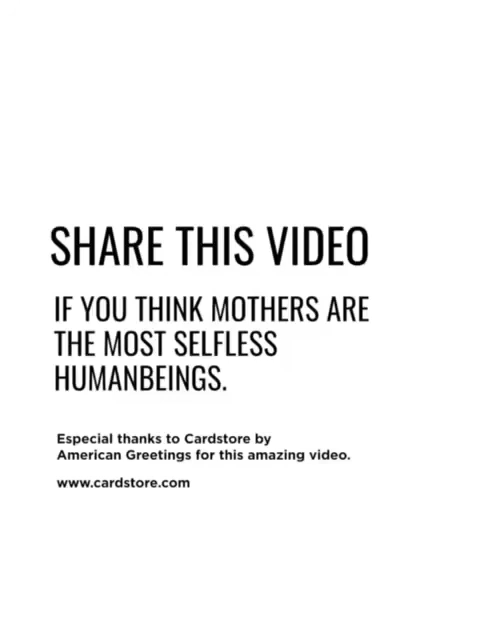 SHARE THIS VIDEO
IF YOU THINK MOTHERS ARE
THE MOST SELFLESS
HUMANBEINGS.
Especial thanks to Cardstore by
American Greetings for this amazing video.
www.cardstore.com